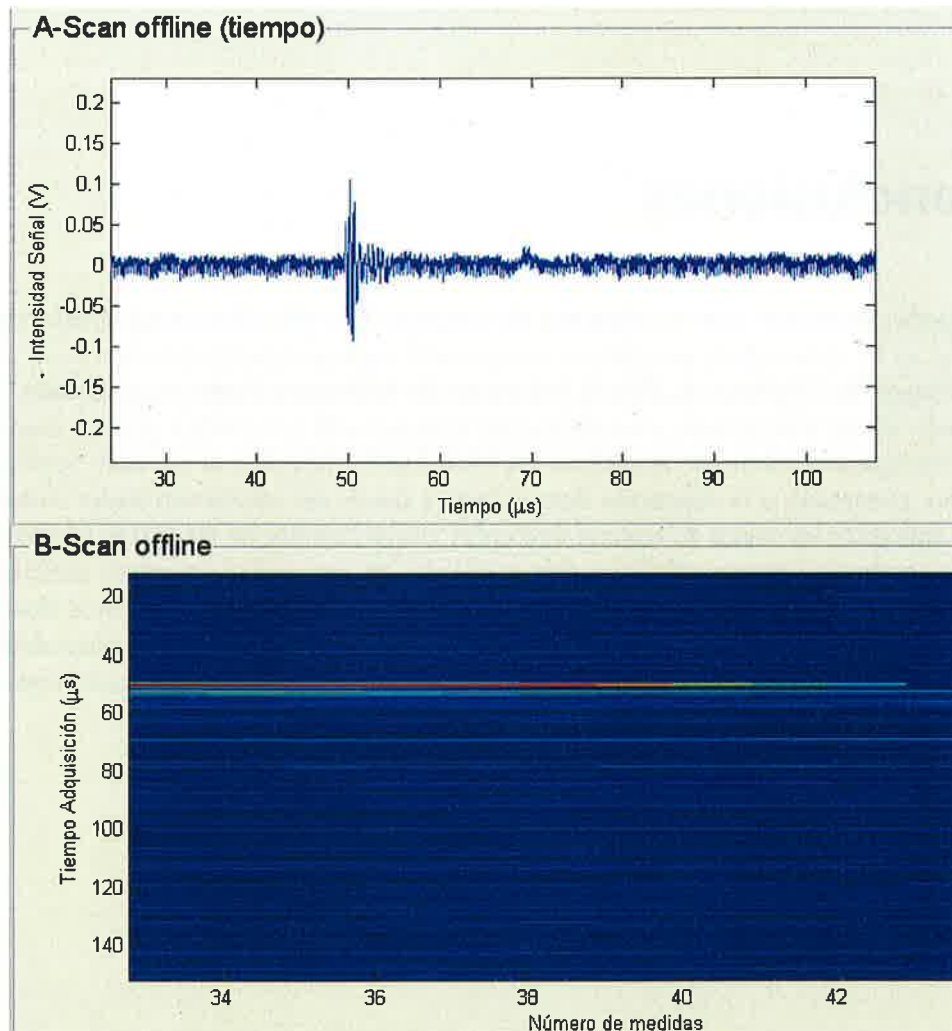 A-Scan offline (tiempo)
Intensidad Señal (V)
0.2
0.15
0.1
0.05
0
-0.05
-0.1
-0.15
-0.2
30 40 50 60 70 80 90 100
Tiempo (µs)
B-Scan offline
Tiempo Adquisición (µs)
20
40
60
80
100
120
140
34 36 38 40 42
Número de medidas